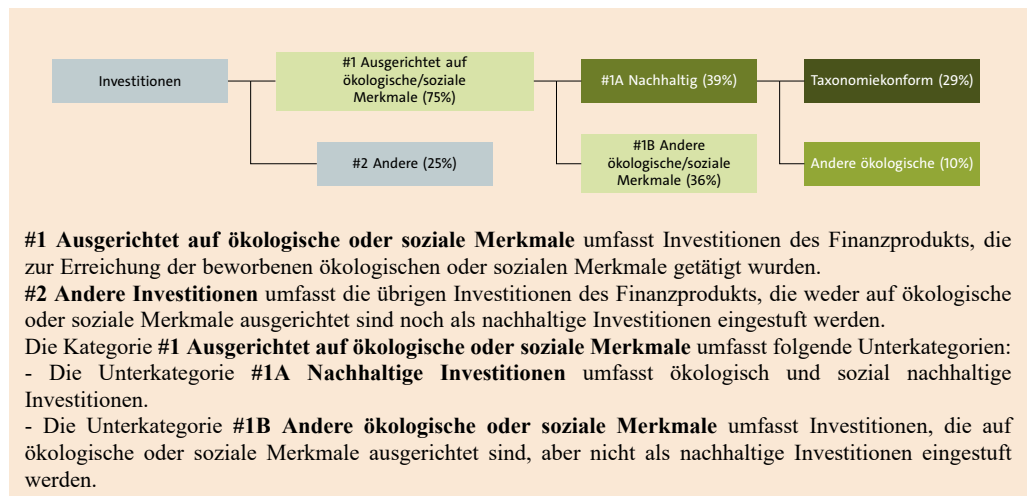 Investitionen
#1 Ausgerichtet auf
ökologische/soziale
Merkmale (75%)
#1A Nachhaltig (39%)
Taxonomiekonform (29%)
#2 Andere (25%)
#1B Andere
ökologische/soziale
Merkmale (36%)
Andere ökologische (10%)
#1 Ausgerichtet auf ökologische oder soziale Merkmale umfasst Investitionen des Finanzprodukts, die
zur Erreichung der beworbenen ökologischen oder sozialen Merkmale getätigt wurden.
#2 Andere Investitionen umfasst die übrigen Investitionen des Finanzprodukts, die weder auf ökologische
oder soziale Merkmale ausgerichtet sind noch als nachhaltige Investitionen eingestuft werden.
Die Kategorie #1 Ausgerichtet auf ökologische oder soziale Merkmale umfasst folgende Unterkategorien:
- Die Unterkategorie #1A Nachhaltige Investitionen umfasst ökologisch und sozial nachhaltige
Investitionen.
- Die Unterkategorie #1B Andere ökologische oder soziale Merkmale umfasst Investitionen, die auf
ökologische oder soziale Merkmale ausgerichtet sind, aber nicht als nachhaltige Investitionen eingestuft
werden.